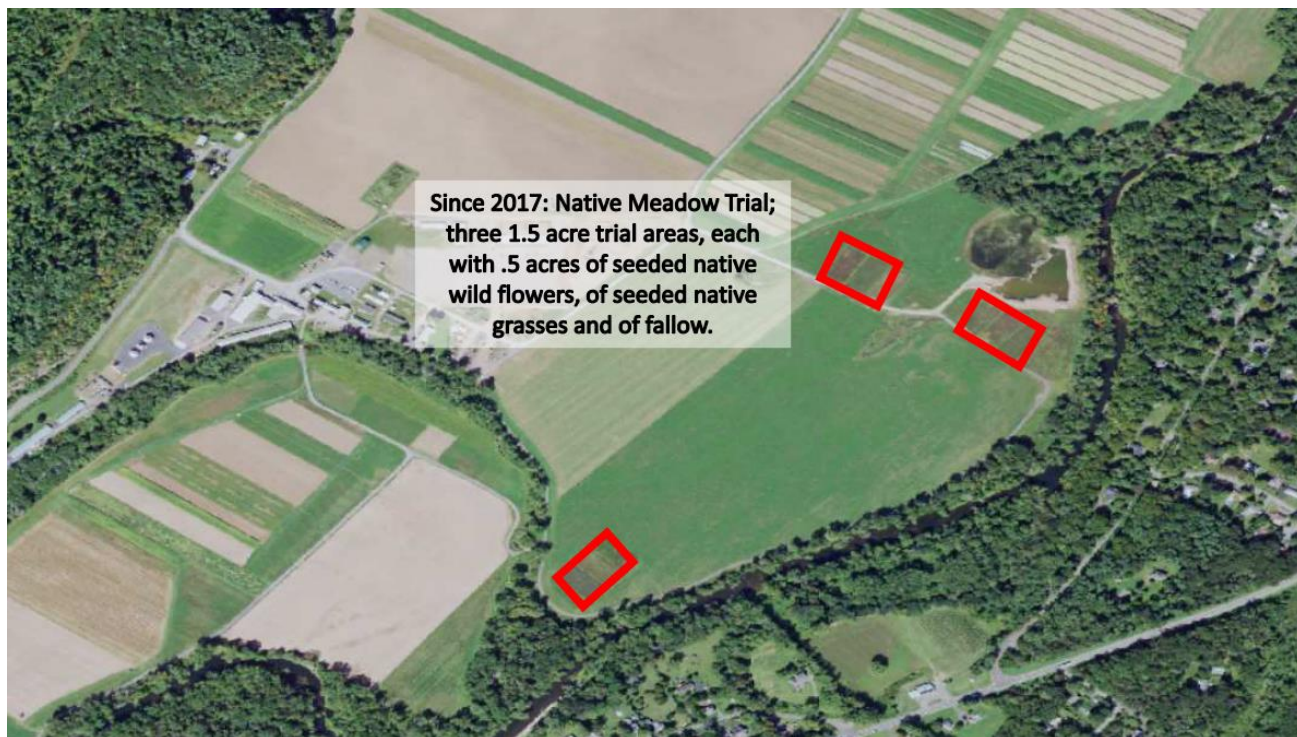 Since 2017: Native Meadow Trial;
three 1.5 acre trial areas, each
with .5 acres of seeded native
wild flowers, of seeded native
grasses and of fallow.